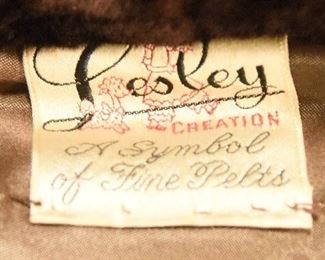 Lesley
CREATION
A Symbol
of Fine Pelts